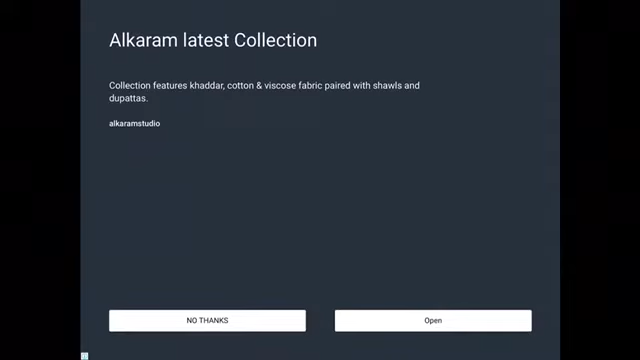 Alkaram latest Collection
Collection features khaddar, cotton & viscose fabric paired with shawls and
dupattas.
alkaramstudio
NO THANKS
Open